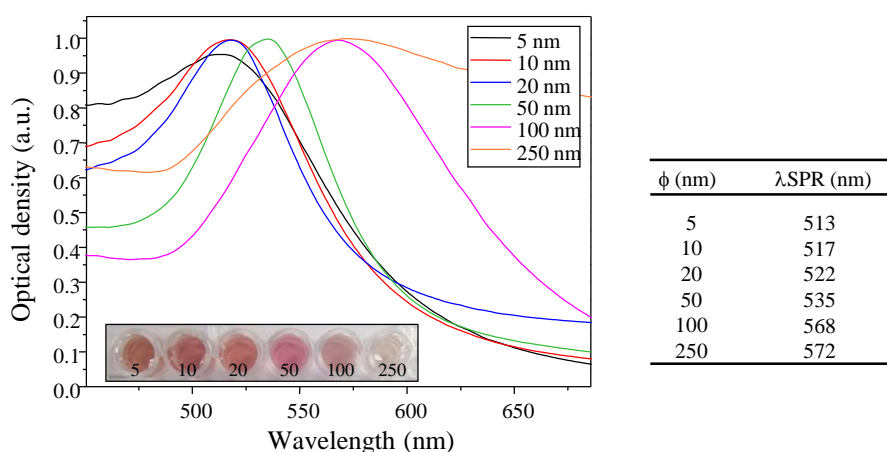 1.0
0.9
0.8
0.7
0.6
0.5
0.4
0.3
0.2
0.1
0.0
Optical density (a.u.)
5 nm
10 nm
20 nm
50 nm
100 nm
250 nm
5 10 20 50 100 250
500 550 600 650
Wavelength (nm)
ϕ (nm) λSPR (nm)
5 513
10 517
20 522
50 535
100 568
250 572